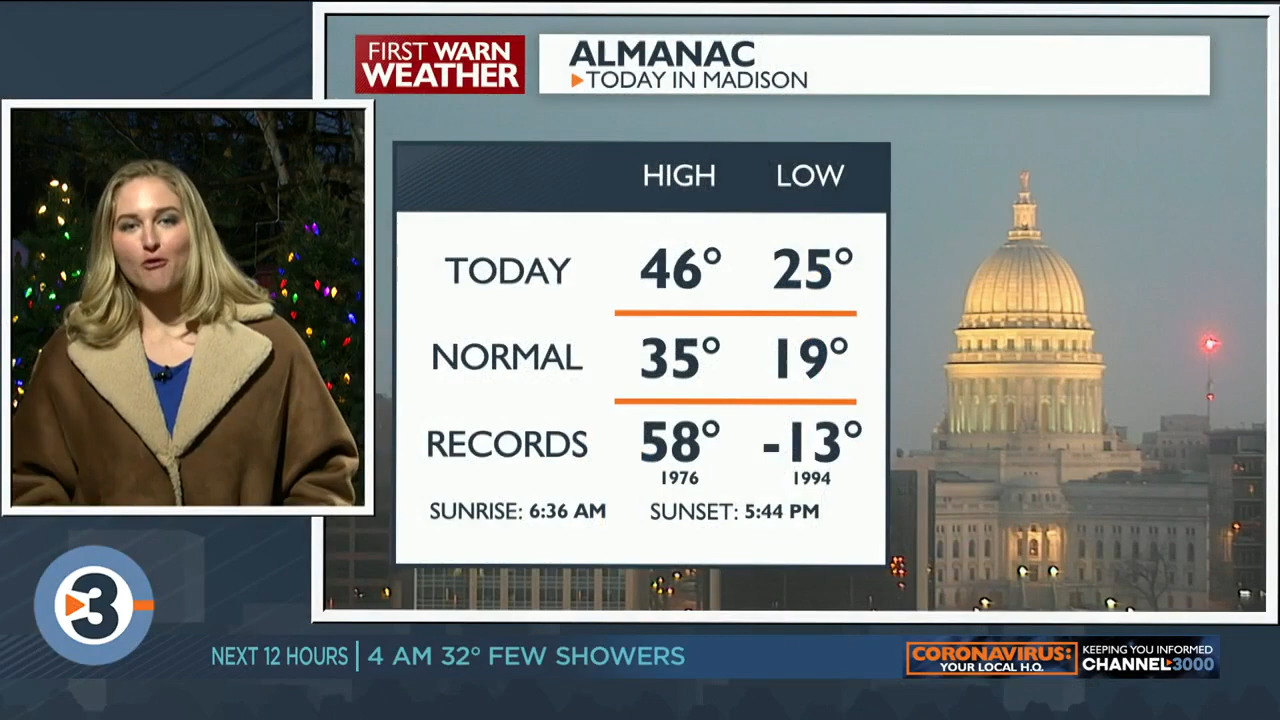 FIRST WARN
WEATHER
ALMANAC
TODAY IN MADISON
HIGH LOW
TODAY 46° 25°
NORMAL 35° 19°
RECORDS 58° -13°
1976 1994
SUNRISE: 6:36 AM SUNSET: 5:44 PM
3
NEXT 12 HOURS | 4 AM 32° FEW SHOWERS
CORONAVIRUS:
YOUR LOCAL H.Q.
KEEPING YOU INFORMED
CHANNEL3000